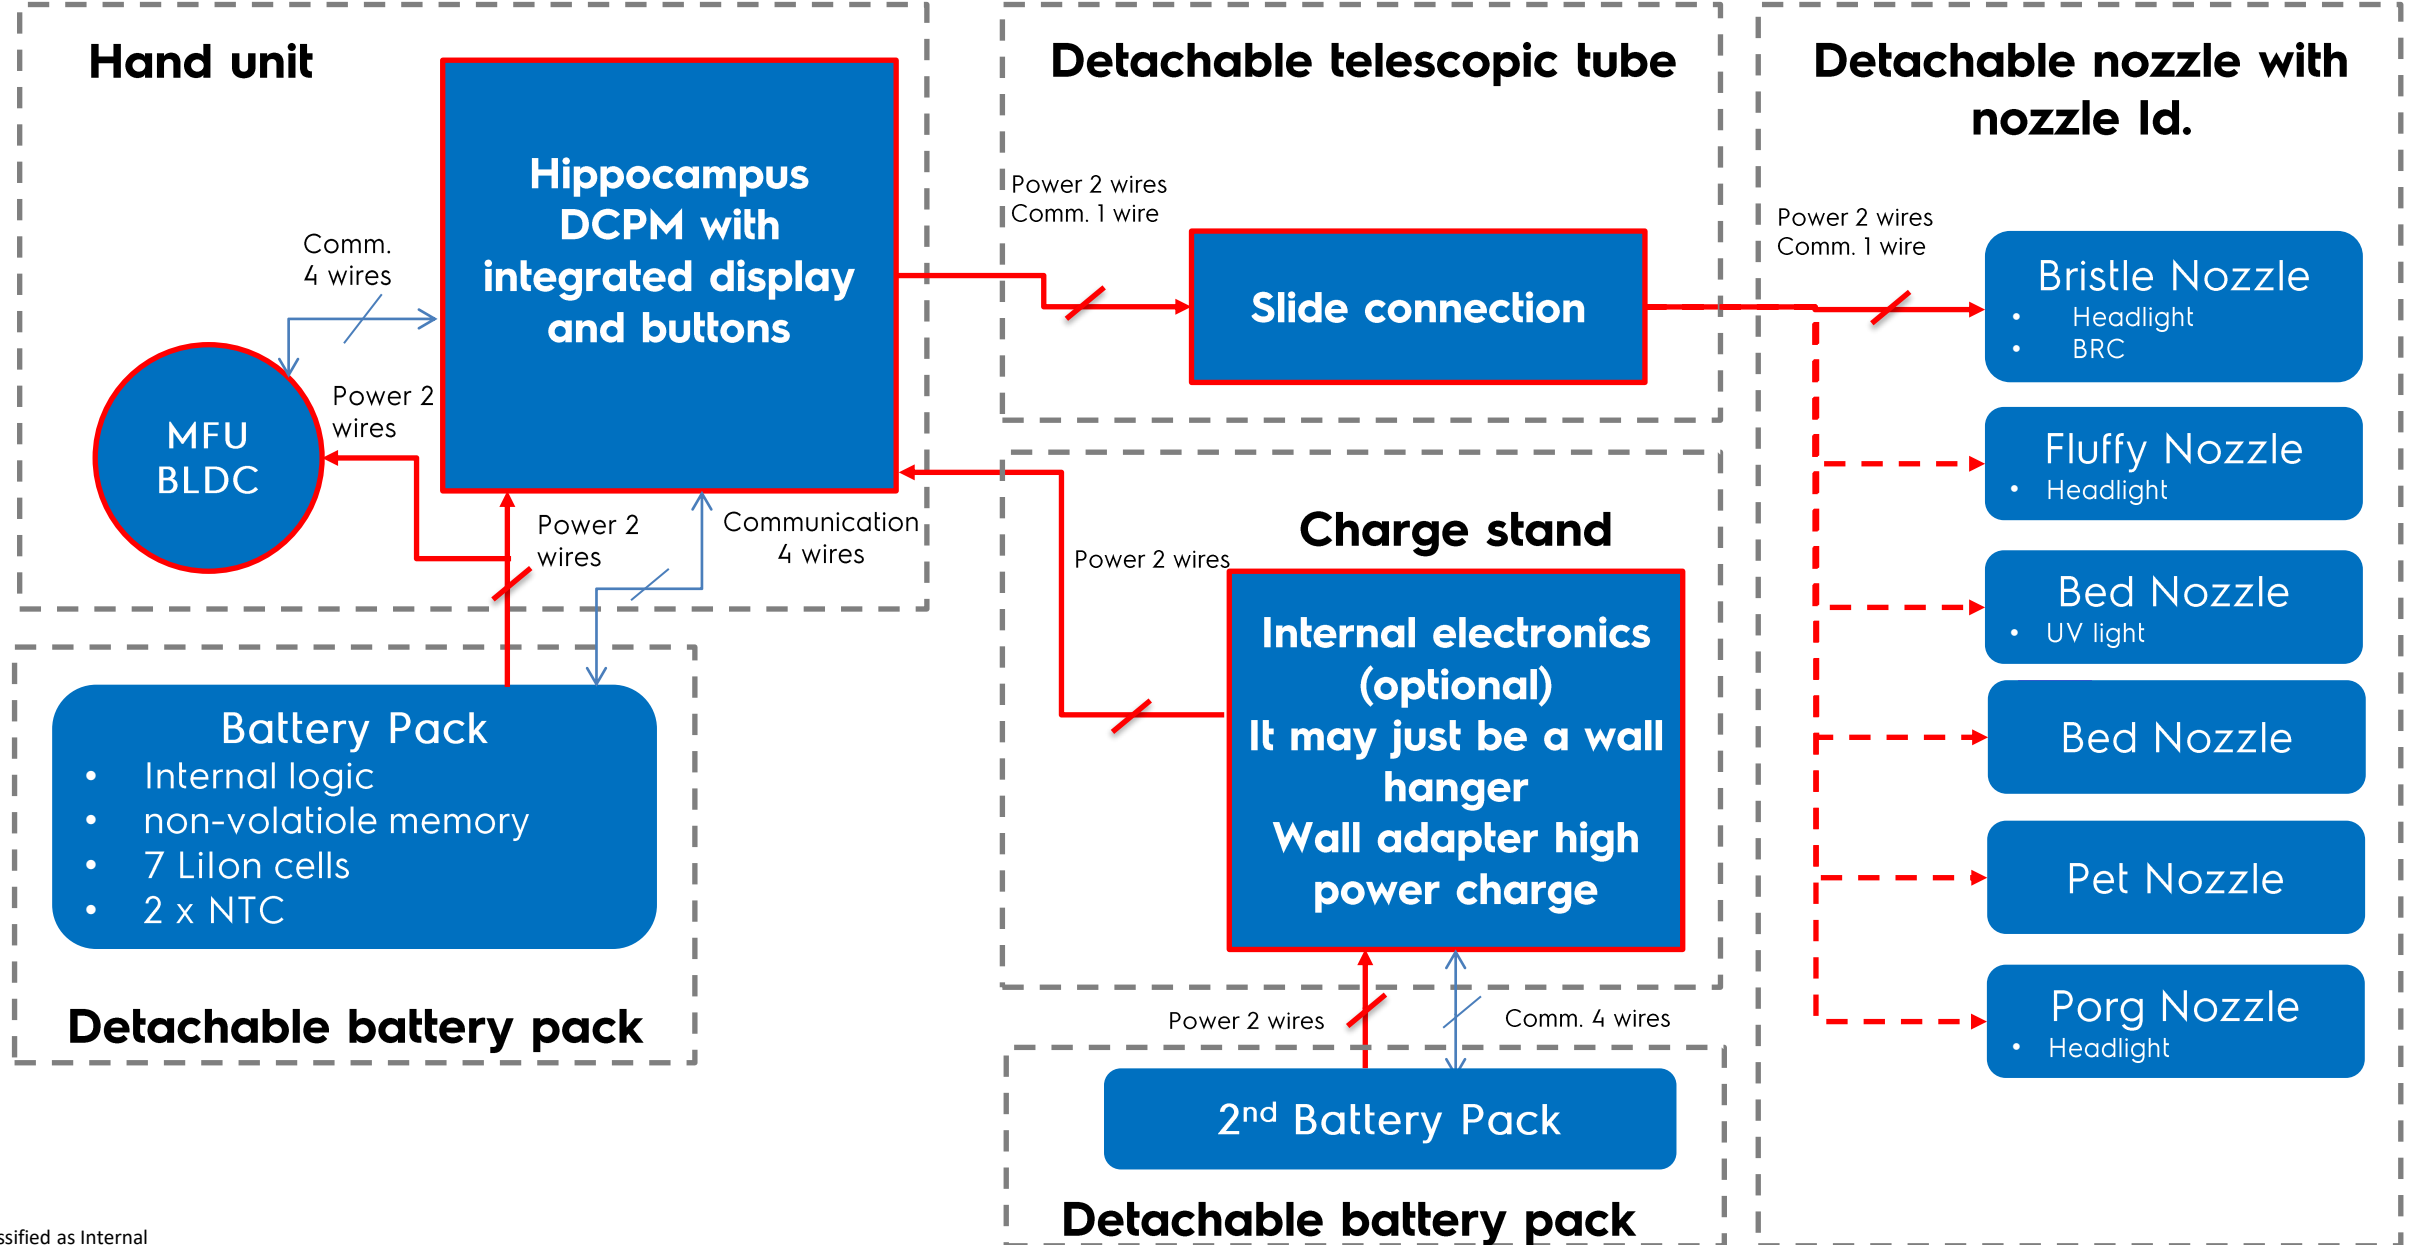 Hand unit
Hippocampus
DCPM with
integrated display
and buttons
Comm.
4 wires
MFU
BLDC
Power 2
wires
Power 2
wires
Communication
4 wires
Battery Pack
• Internal logic
• non-volatiole memory
• 7 LiIon cells
• 2 x NTC
Detachable battery pack
Detachable telescopic tube
Power 2 wires
Comm. 1 wire
Slide connection
Charge stand
Power 2 wires
Internal electronics
(optional)
It may just be a wall
hanger
Wall adapter high
power charge
Power 2 wires
Comm. 4 wires
2nd Battery Pack
Detachable battery pack
Detachable nozzle with
nozzle Id.
Power 2 wires
Comm. 1 wire
Bristle Nozzle
• Headlight
• BRC
Fluffy Nozzle
• Headlight
Bed Nozzle
• UV light
Bed Nozzle
Pet Nozzle
Porg Nozzle
• Headlight
ssified as Internal